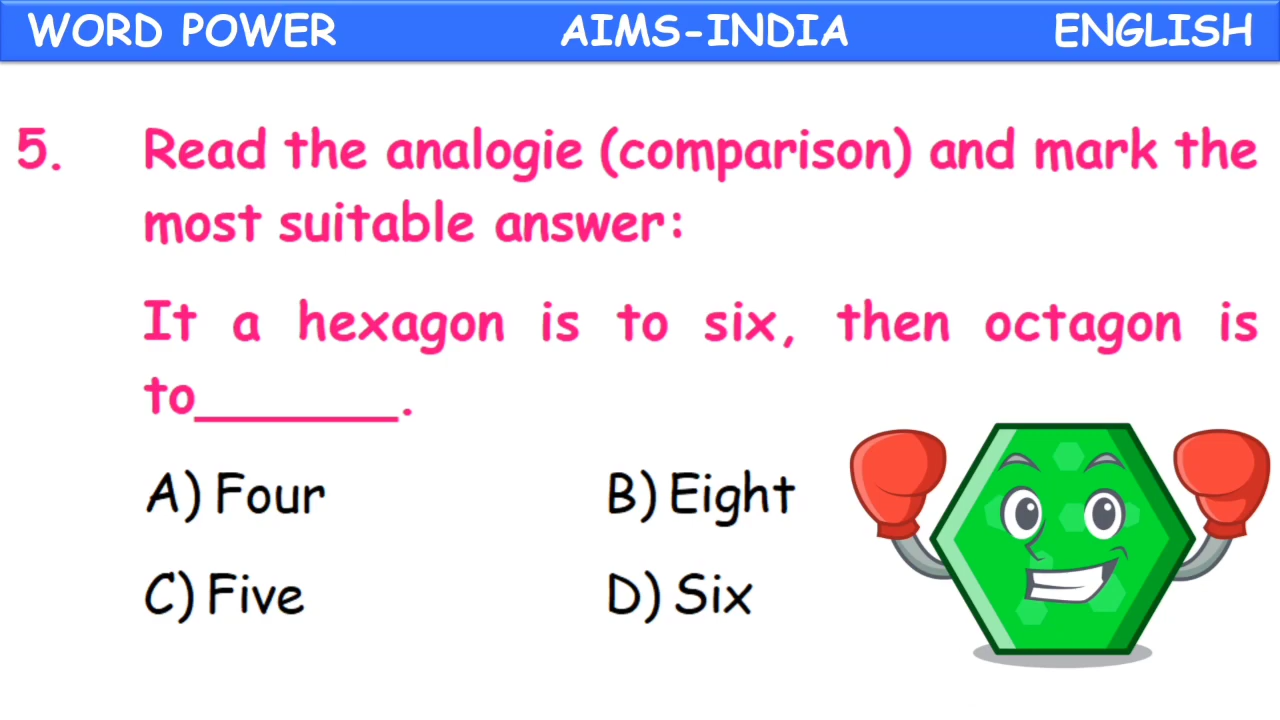 WORD POWER AIMS-INDIA ENGLISH
5. Read the analogie (comparison) and mark the
most suitable answer:
It a hexagon is to six, then octagon is
to______.
A) Four B) Eight
C) Five D) Six